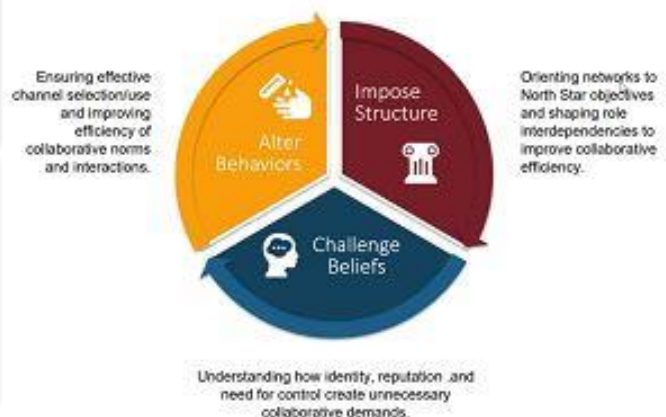 Ensuring effective
channel selection/use
and improving
efficiency of
collaborative norms
and interactions.
Alter
Behaviors
Impose
Structure
Orienting networks to
North Star objectives
and shaping role
interdependencies to
improve collaborative
efficiency.
Challenge
Beliefs
Understanding how identity, reputation ,and
need for control create unnecessary
collaborative demands.